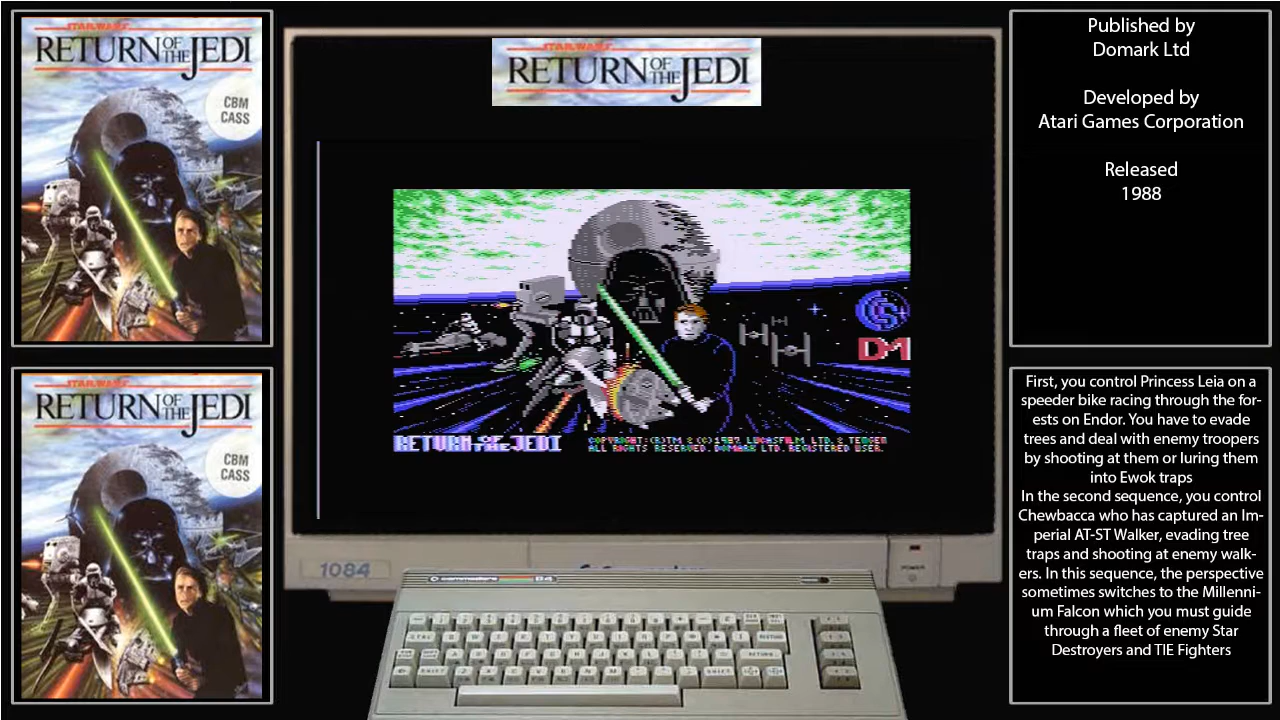 STAR WARS
RETURN OF THE JEDI
CBM
CASS
STAR WARS
RETURN OF THE JEDI
CBM
CASS
STAR WARS
RETURN OF THE JEDI
RETURN OF THE JEDI
COPYRIGHT:(R)TM & (C) 1987 LUCASFILM LTD. & TENGEN
ALL RIGHTS RESERVED. DOMARK LTD. REGISTERED USER.
1084
POWER
commodore 64
Published by
Domark Ltd
Developed by
Atari Games Corporation
Released
1988
First, you control Princess Leia on a
speeder bike racing through the for-
ests on Endor. You have to evade
trees and deal with enemy troopers
by shooting at them or luring them
into Ewok traps
In the second sequence, you control
Chewbacca who has captured an Im-
perial AT-ST Walker, evading tree
traps and shooting at enemy walk-
ers. In this sequence, the perspective
sometimes switches to the Millenni-
um Falcon which you must guide
through a fleet of enemy Star
Destroyers and TIE Fighters